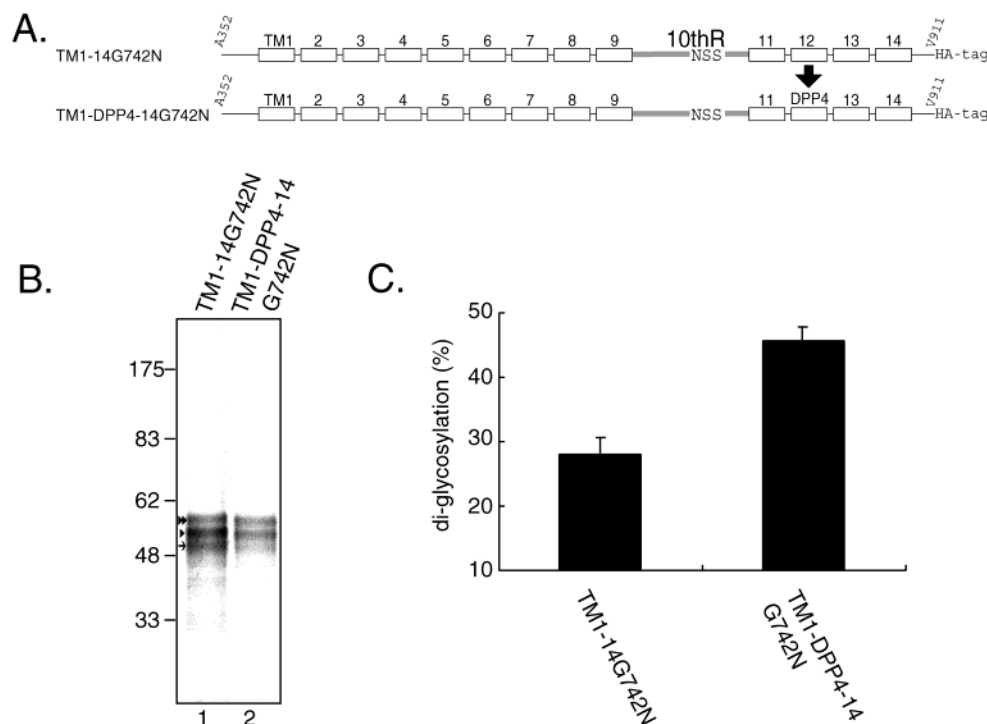 A.
A352
TM1-14G742N
TM1 2 3 4 5 6 7 8 9 10thR NSS 11 12 13 14
V911
HA-tag
A352
TM1-DPP4-14G742N
TM1 2 3 4 5 6 7 8 9 NSS 11 DPP4 13 14
V911
HA-tag
B.
TM1-14G742N
TM1-DPP4-14
G742N
175
83
62
48
33
1 2
C.
di-glycosylation (%)
50
40
30
20
10
TM1-14G742N
TM1-DPP4-14
G742N